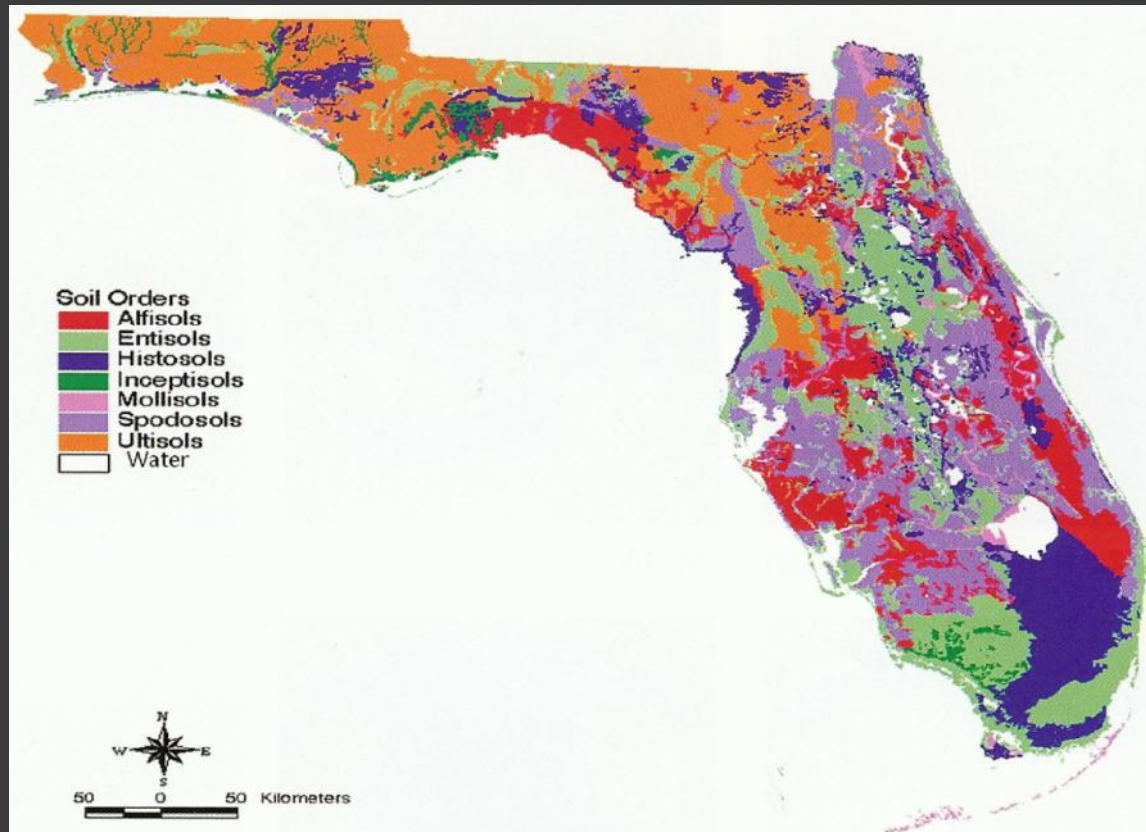 Soil Orders
Alfisols
Entisols
Histosols
Inceptisols
Mollisols
Spodosols
Ultisols
Water
N
W E
S
50 0 50 Kilometers